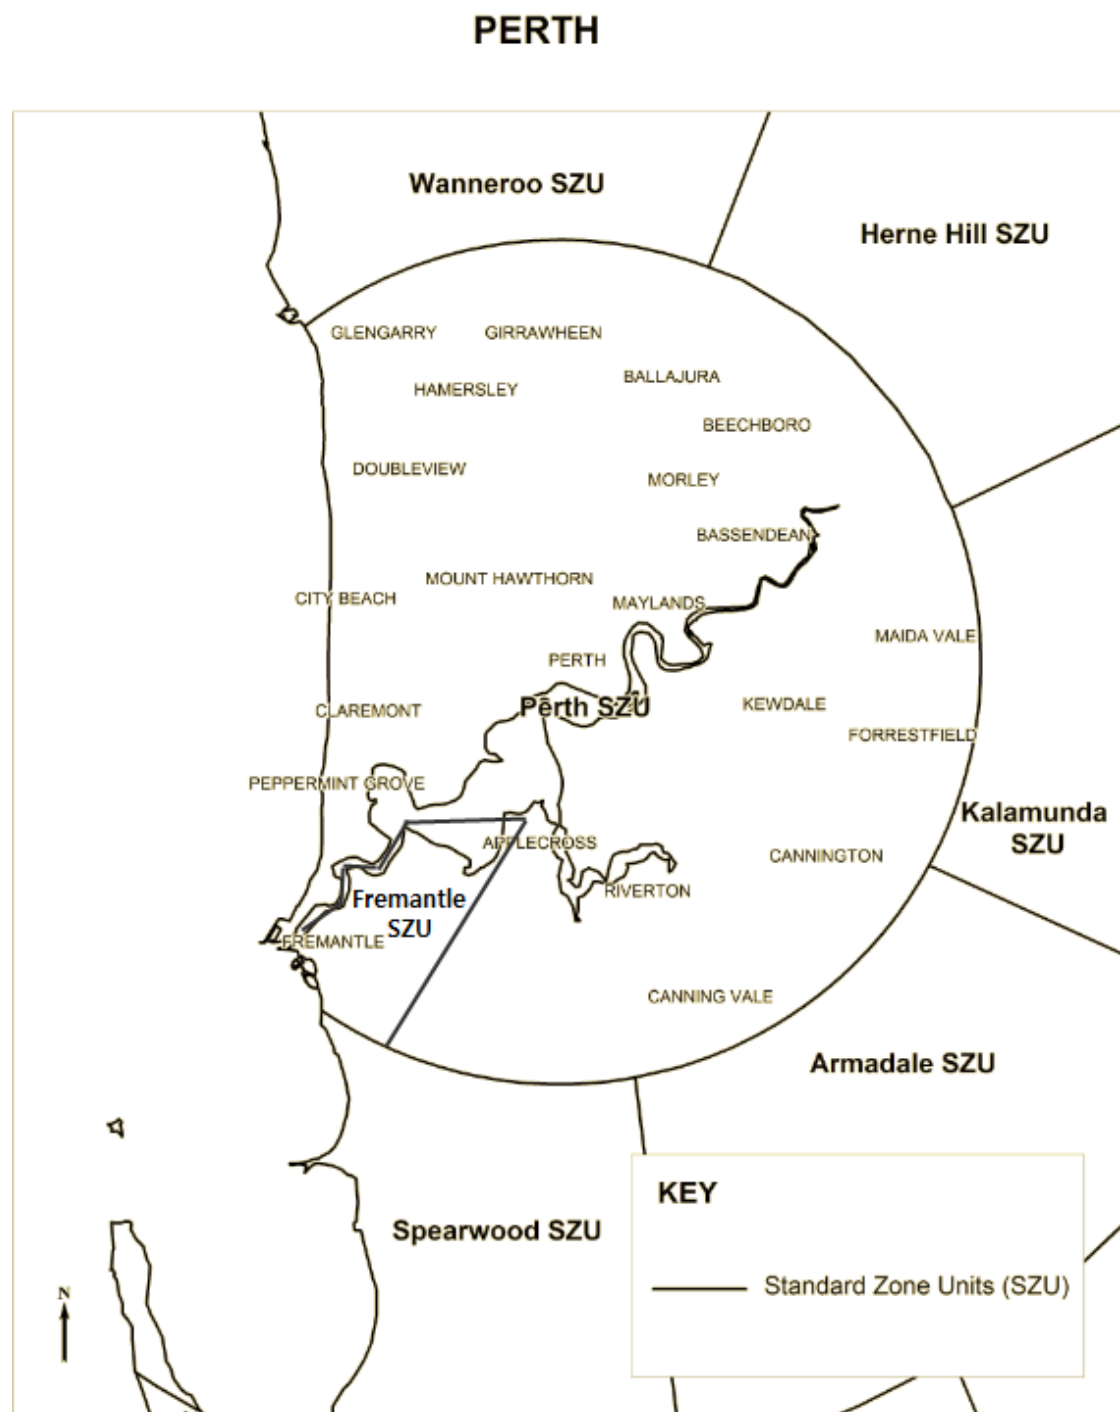 PERTH
Wanneroo SZU
Herne Hill SZU
GLENGARRY
GIRRAWHEEN
BALLAJURA
HAMERSLEY
BEECHBORO
DOUBLEVIEW
MORLEY
BASSENDEAN
MOUNT HAWTHORN
CITY BEACH
MAYLANDS
MAIDA VALE
PERTH
Perth SZU
KEWDALE
CLAREMONT
FORRESTFIELD
PEPPERMINT GROVE
Kalamunda
SZU
APPLECROSS
CANNINGTON
RIVERTON
Fremantle
SZU
FREMANTLE
CANNING VALE
Armadale SZU
KEY
Spearwood SZU
Standard Zone Units (SZU)
N